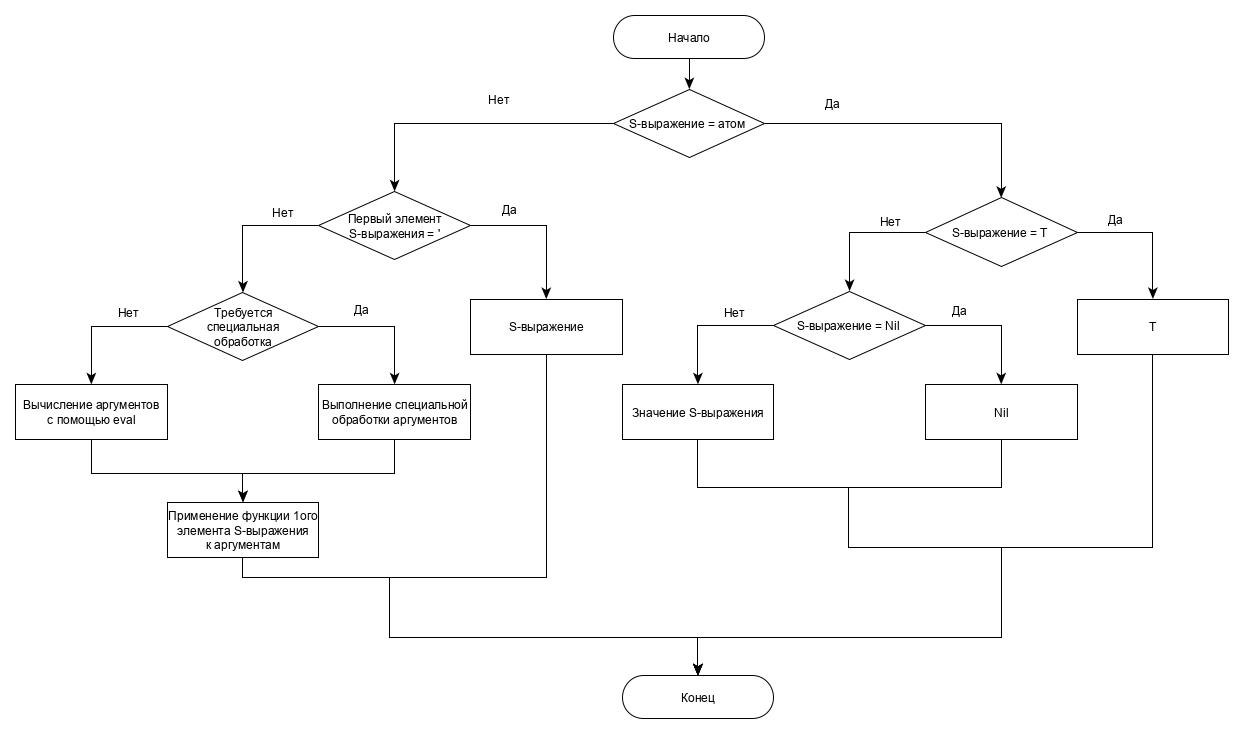 Начало
Нет
Да
S-выражение = атом
Нет
Первый элемент
S-выражения = '
Да
Нет
S-выражение = T
Да
Нет
Требуется
специальная
обработка
Да
S-выражение
Нет
S-выражение = Nil
Да
T
Вычисление аргументов
с помощью eval
Выполнение специальной
обработки аргументов
Значение S-выражения
Nil
Применение функции 1ого
элемента S-выражения
к аргументам
Конец